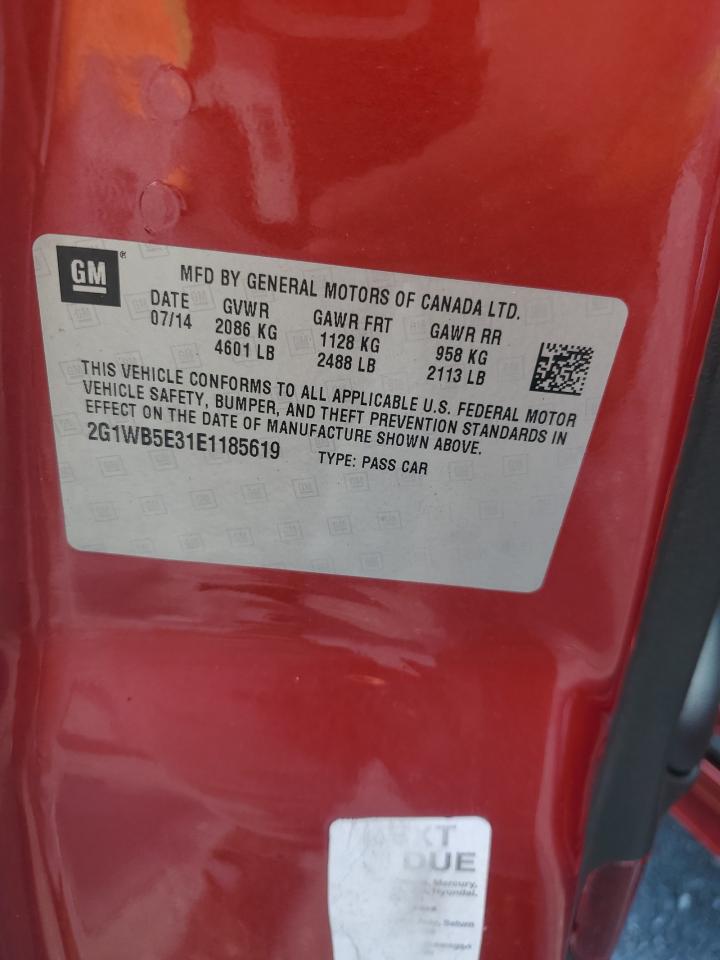 GM®
MFD BY GENERAL MOTORS OF CANADA LTD.
DATE GVWR GAWR FRT GAWR RR
07/14 2086 KG 1128 KG 958 KG
4601 LB 2488 LB 2113 LB
THIS VEHICLE CONFORMS TO ALL APPLICABLE U.S. FEDERAL MOTOR
VEHICLE SAFETY, BUMPER, AND THEFT PREVENTION STANDARDS IN
EFFECT ON THE DATE OF MANUFACTURE SHOWN ABOVE.
2G1WB5E31E1185619 TYPE: PASS CAR
DUE
Mercury,
Hyundai,
Saturn